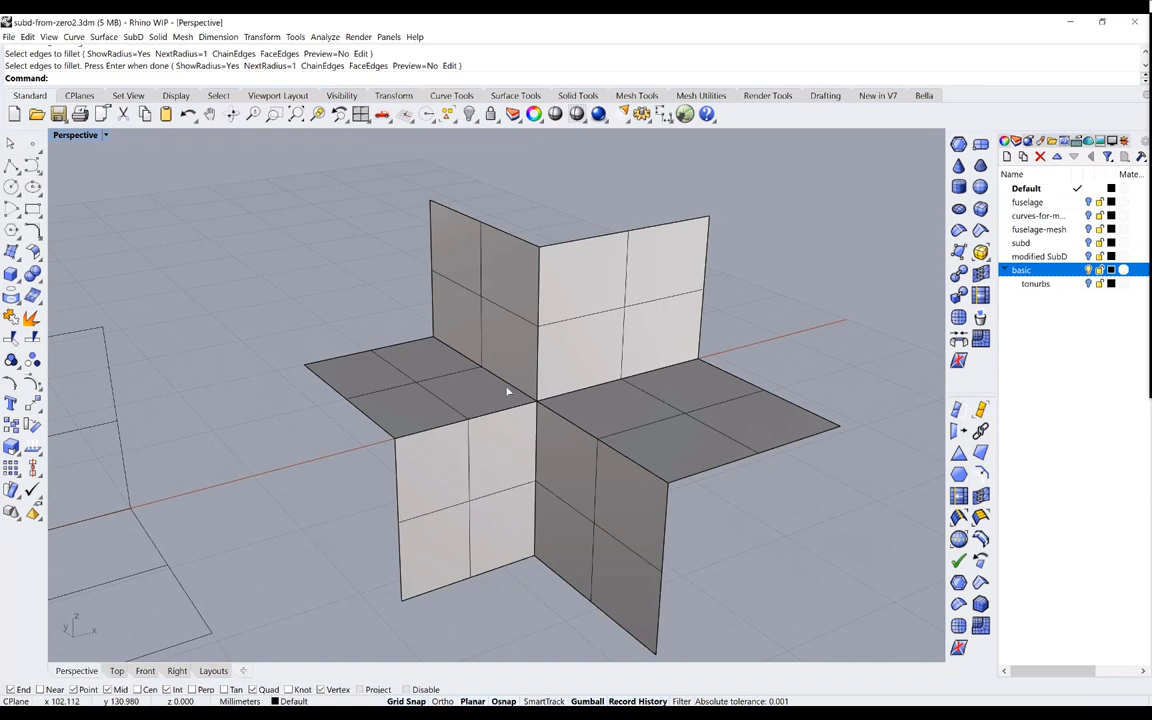 subd-from-zero2.3dm (5 MB) - Rhino WIP - [Perspective]
File Edit View Curve Surface SubD Solid Mesh Dimension Transform Tools Analyze Render Panels Help
Select edges to fillet ( ShowRadius=Yes NextRadius=1 ChainEdges FaceEdges Preview=No Edit )
Select edges to fillet. Press Enter when done ( ShowRadius=Yes NextRadius=1 ChainEdges FaceEdges Preview=No Edit )
Command:
Standard CPlanes Set View Display Select Viewport Layout Visibility Transform Curve Tools Surface Tools Solid Tools Mesh Tools Mesh Utilities Render Tools Drafting New in V7 Bella
Perspective
Name Mate...
Default
fuselage
curves-for-m...
fuselage-mesh
subd
modified SubD
basic
tonurbs
z
y x
Perspective Top Front Right Layouts
End Near Point Mid Cen Int Perp Tan Quad Knot Vertex Project Disable
CPlane x 102.112 y 130.980 z 0.000 Millimeters Default Grid Snap Ortho Planar Osnap SmartTrack Gumball Record History Filter Absolute tolerance: 0.001